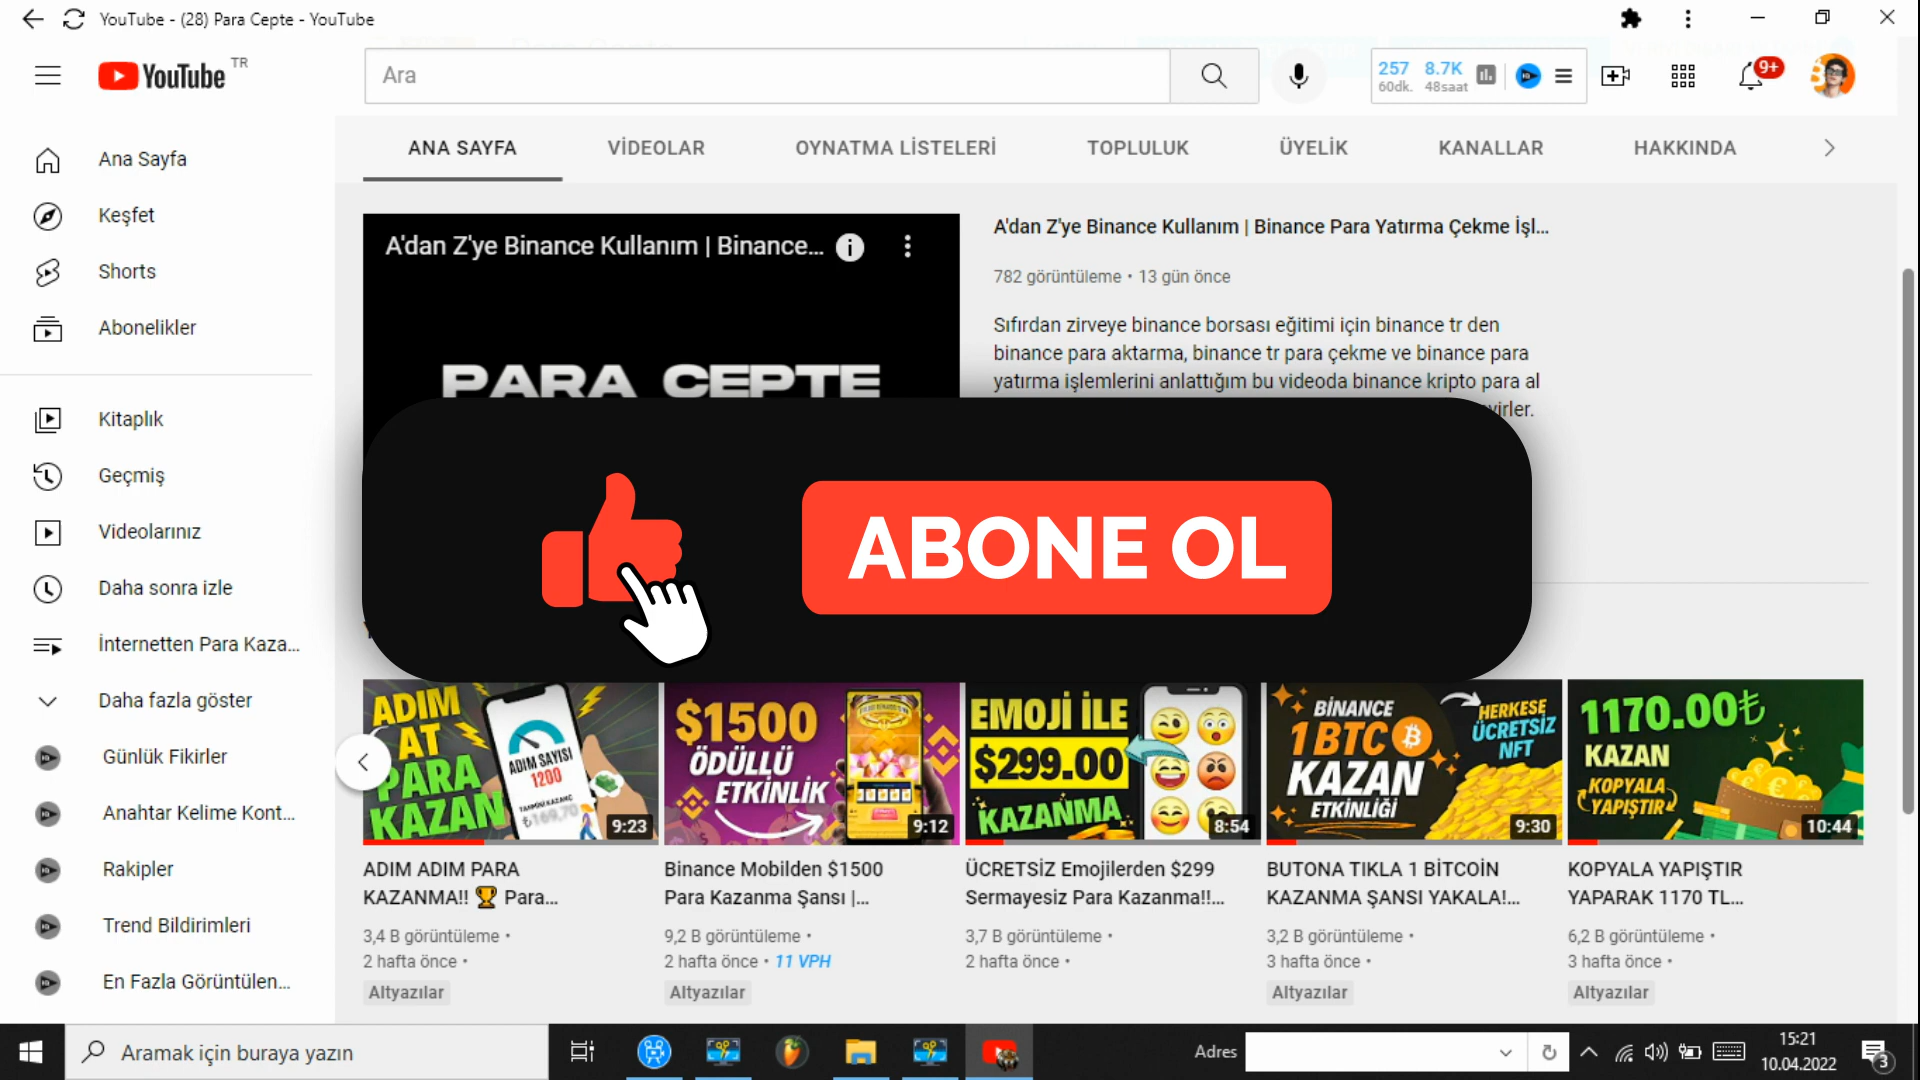 YouTube - (28) Para Cepte - YouTube
YouTube TR
Ara
257 8.7K
60dk. 48saat
9+
ANA SAYFA VİDEOLAR OYNATMA LİSTELERİ TOPLULUK ÜYELİK KANALLAR HAKKINDA
Ana Sayfa
Keşfet
Shorts
Abonelikler
Kitaplık
Geçmiş
Videolarınız
Daha sonra izle
İnternetten Para Kaza...
Daha fazla göster
Günlük Fikirler
Anahtar Kelime Kont...
Rakipler
Trend Bildirimleri
En Fazla Görüntülen...
A'dan Z'ye Binance Kullanım | Binance...
PARA CEPTE
A'dan Z'ye Binance Kullanım | Binance Para Yatırma Çekme İşl...
782 görüntüleme • 13 gün önce
Sıfırdan zirveye binance borsası eğitimi için binance tr den
binance para aktarma, binance tr para çekme ve binance para
yatırma işlemlerini anlattığım bu videoda binance kripto para al
ABONE OL
ADIM
AT
PARA
KAZAN
ADIM SAYISI
1200
₺169,70
9:23
ADIM ADIM PARA
KAZANMA!! 🏆 Para...
3,4 B görüntüleme •
2 hafta önce •
Altyazılar
$1500
ÖDÜLLÜ
ETKİNLİK
9:12
Binance Mobilden $1500
Para Kazanma Şansı |...
9,2 B görüntüleme •
2 hafta önce • 11 VPH
Altyazılar
EMOJİ İLE
$299.00
KAZANMA
8:54
ÜCRETSİZ Emojilerden $299
Sermayesiz Para Kazanma!!...
3,7 B görüntüleme •
2 hafta önce •
BİNANCE
1 BTC
KAZAN
ETKİNLİĞİ
HERKESE
ÜCRETSİZ
NFT
9:30
BUTONA TIKLA 1 BİTCOİN
KAZANMA ŞANSI YAKALA!...
3,2 B görüntüleme •
3 hafta önce •
Altyazılar
1170.00₺
KAZAN
KOPYALA
YAPIŞTIR
10:44
KOPYALA YAPIŞTIR
YAPARAK 1170 TL...
6,2 B görüntüleme •
3 hafta önce •
Altyazılar
Aramak için buraya yazın
Adres
15:21
10.04.2022
3